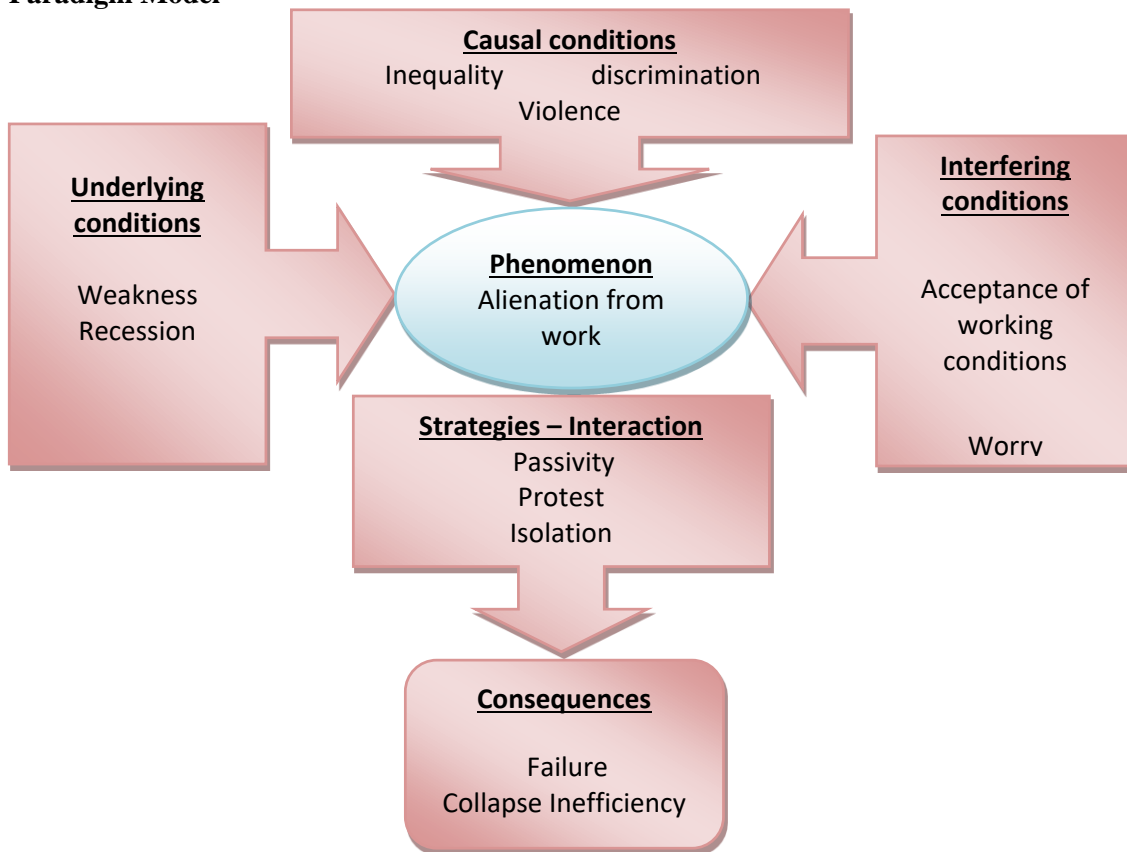 Paradigm Model
Causal conditions
Inequality discrimination
Violence
Underlying
conditions
Weakness
Recession
Phenomenon
Alienation from
work
Interfering
conditions
Acceptance of
working
conditions
Worry
Strategies – Interaction
Passivity
Protest
Isolation
Consequences
Failure
Collapse Inefficiency